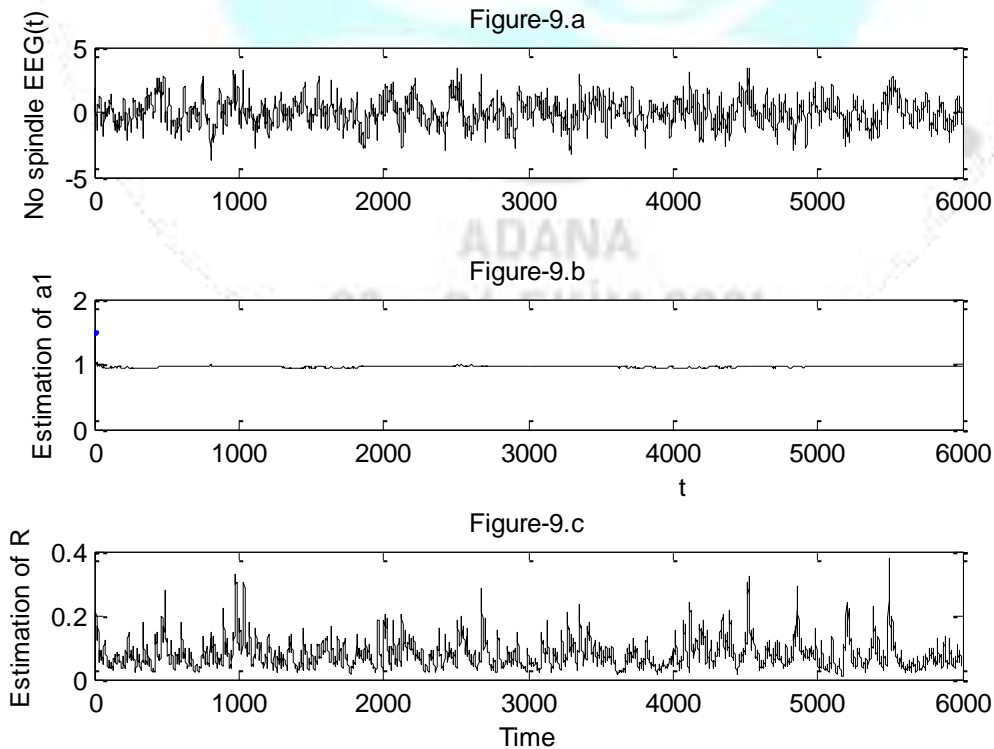 Figure-9.a
No spindle EEG(t)
5
0
-5
0 1000 2000 3000 4000 5000 6000
ADANA
Figure-9.b
Estimation of a1
2
1
0
0 1000 2000 3000 4000 5000 6000
t
Figure-9.c
Estimation of R
0.4
0.2
0
0 1000 2000 3000 4000 5000 6000
Time